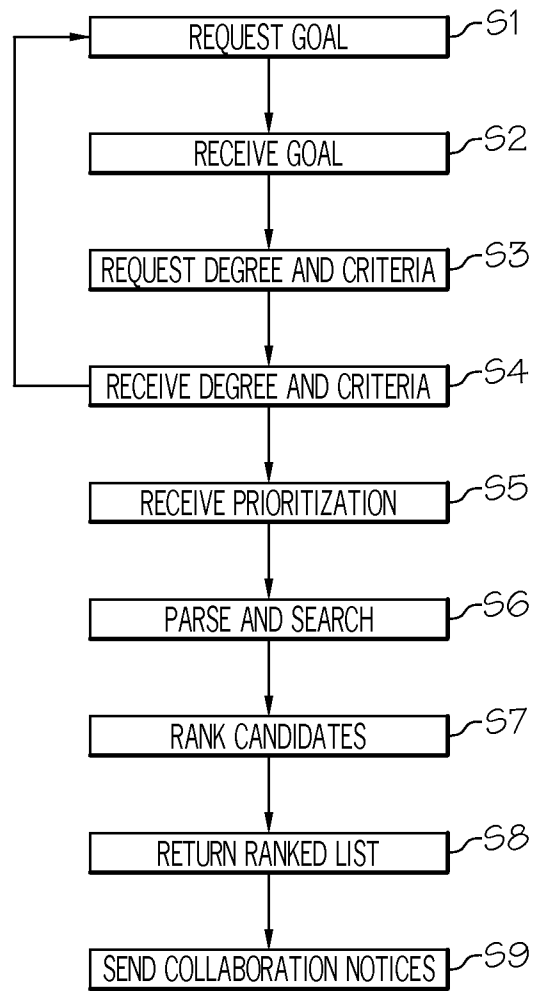 REQUEST GOAL S1
RECEIVE GOAL S2
REQUEST DEGREE AND CRITERIA S3
RECEIVE DEGREE AND CRITERIA S4
RECEIVE PRIORITIZATION S5
PARSE AND SEARCH S6
RANK CANDIDATES S7
RETURN RANKED LIST S8
SEND COLLABORATION NOTICES S9